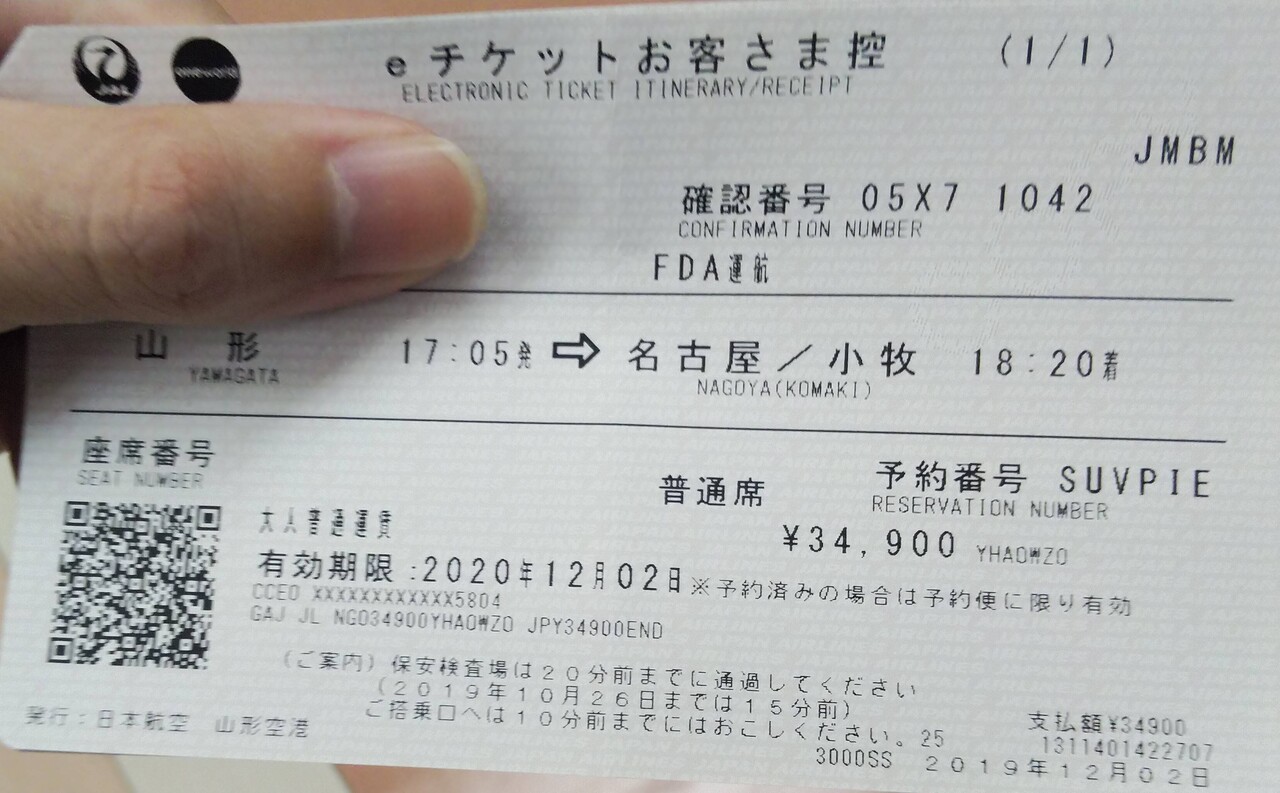 JAL oneworld
eチケットお客さま控 (1/1)
ELECTRONIC TICKET ITINERARY/RECEIPT
JMBM
確認番号 05X7 1042
CONFIRMATION NUMBER
FDA運航
山形 17:05発 ⇨ 名古屋/小牧 18:20着
YAMAGATA NAGOYA(KOMAKI)
座席番号
SEAT NUMBER
普通席 予約番号 SUVPIE
RESERVATION NUMBER
大人普通運賃
¥34,900 YHAOWZO
有効期限:2020年12月02日※予約済みの場合は予約便に限り有効
CCEO XXXXXXXXXXXX5804
GAJ JL NGO34900YHAOWZO JPY34900END
(ご案内)保安検査場は20分前までに通過してください
(2019年10月26日までは15分前)
ご搭乗口へは10分前までにはおこしください。25
発行:日本航空 山形空港
支払額¥34900
1311401422707
3000SS 2019年12月02日